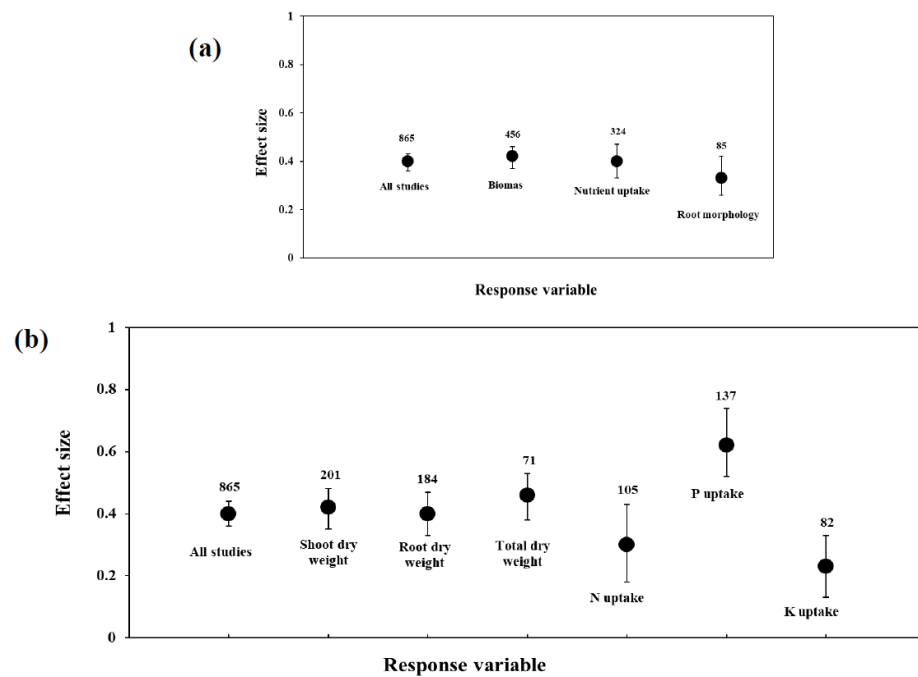 (a)
1
0.8
0.6
0.4
0.2
0
Effect size
865
456
324
85
All studies
Biomas
Nutrient uptake
Root morphology
Response variable
(b)
1
0.8
0.6
0.4
0.2
0
Effect size
865
201
184
71
105
137
82
All studies
Shoot dry
weight
Root dry
weight
Total dry
weight
N uptake
P uptake
K uptake
Response variable